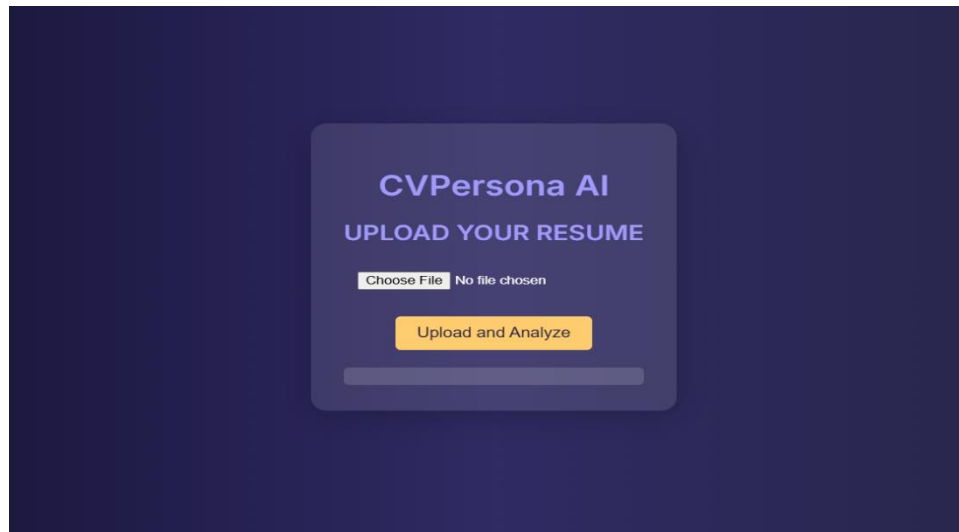 CVPersona AI
UPLOAD YOUR RESUME
Choose File No file chosen
Upload and Analyze